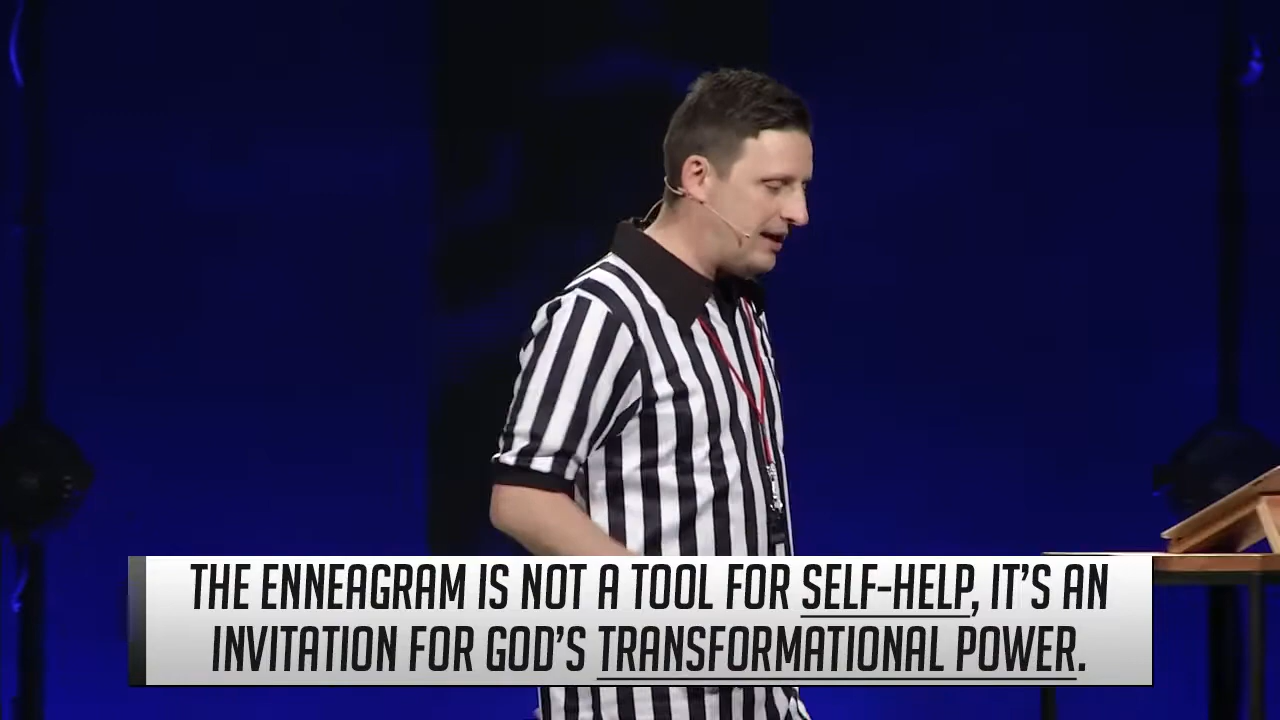 THE ENNEAGRAM IS NOT A TOOL FOR SELF-HELP, IT'S AN
INVITATION FOR GOD'S TRANSFORMATIONAL POWER.